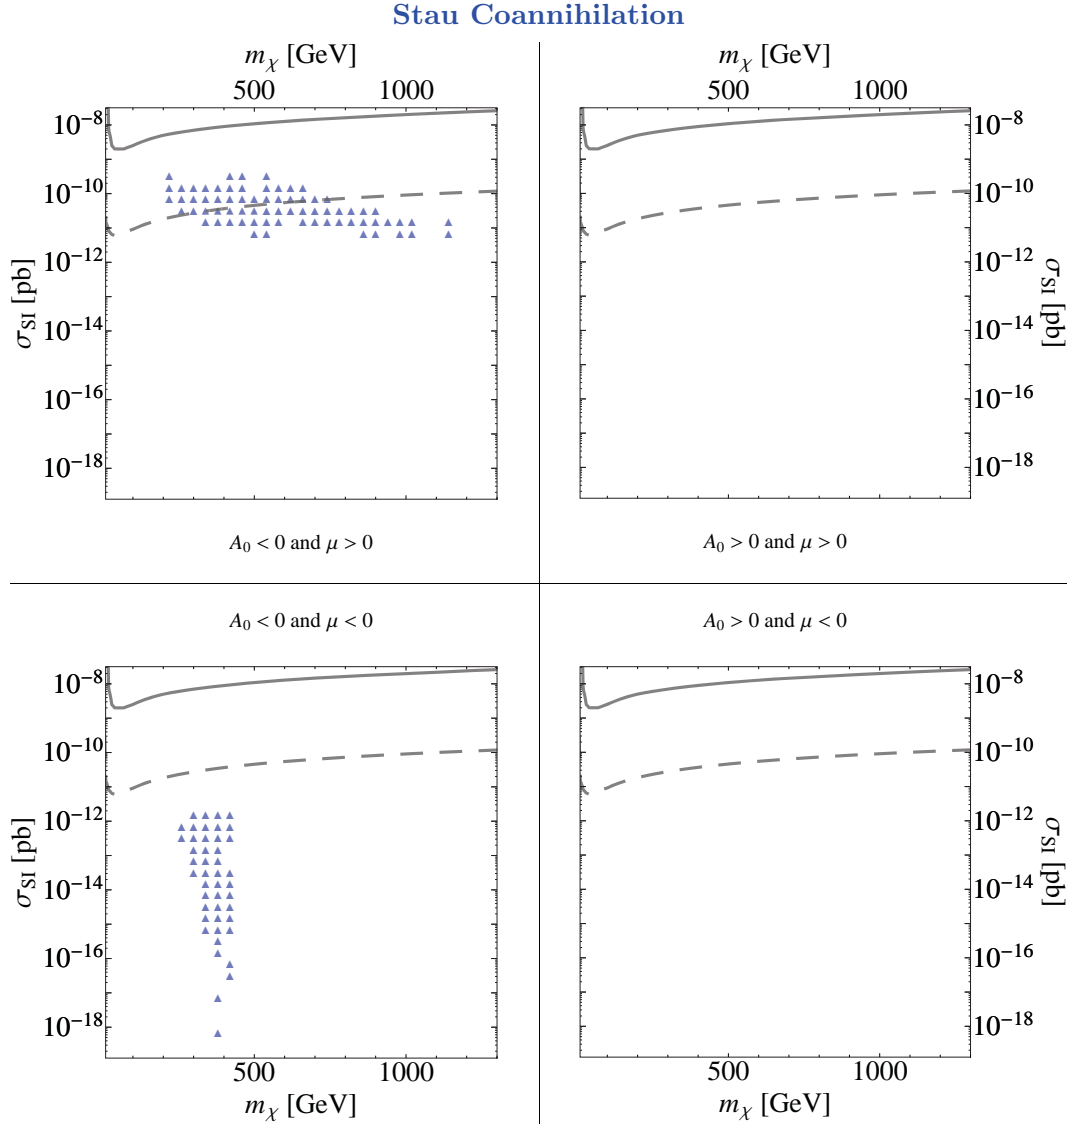 Stau Coannihilation
m_χ [GeV]
500 1000
m_χ [GeV]
500 1000
σ_SI [pb]
10^−8
10^−10
10^−12
10^−14
10^−16
10^−18
10^−8
10^−10
10^−12
10^−14
10^−16
10^−18
σ_SI [pb]
A_0 < 0 and μ > 0
A_0 > 0 and μ > 0
A_0 < 0 and μ < 0
A_0 > 0 and μ < 0
σ_SI [pb]
10^−8
10^−10
10^−12
10^−14
10^−16
10^−18
10^−8
10^−10
10^−12
10^−14
10^−16
10^−18
σ_SI [pb]
500 1000
m_χ [GeV]
500 1000
m_χ [GeV]